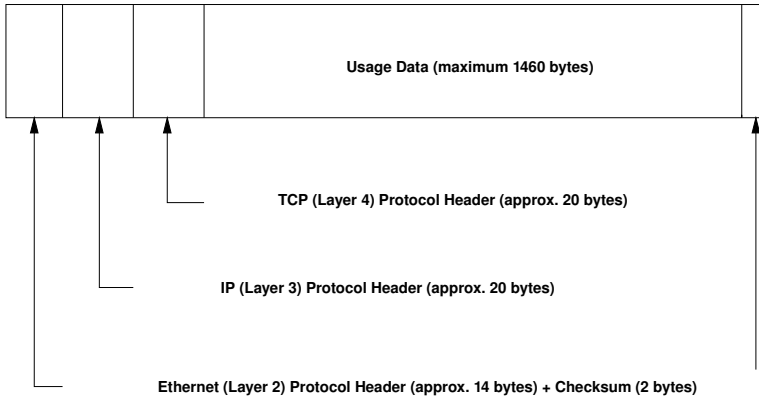 Usage Data (maximum 1460 bytes)
TCP (Layer 4) Protocol Header (approx. 20 bytes)
IP (Layer 3) Protocol Header (approx. 20 bytes)
Ethernet (Layer 2) Protocol Header (approx. 14 bytes) + Checksum (2 bytes)